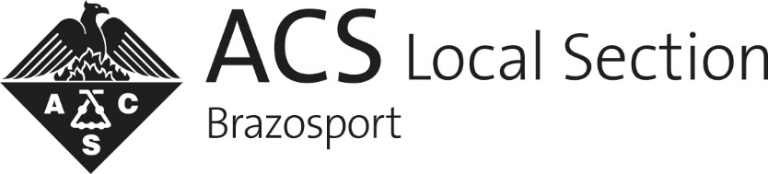 A C
S
ACS Local Section
Brazosport